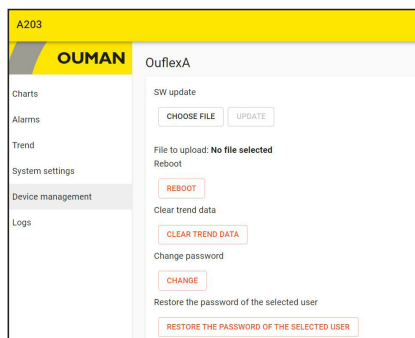 A203
OUMAN
Charts
Alarms
Trend
System settings
Device management
Logs
OuflexA
SW update
CHOOSE FILE UPDATE
File to upload: No file selected
Reboot
REBOOT
Clear trend data
CLEAR TREND DATA
Change password
CHANGE
Restore the password of the selected user
RESTORE THE PASSWORD OF THE SELECTED USER